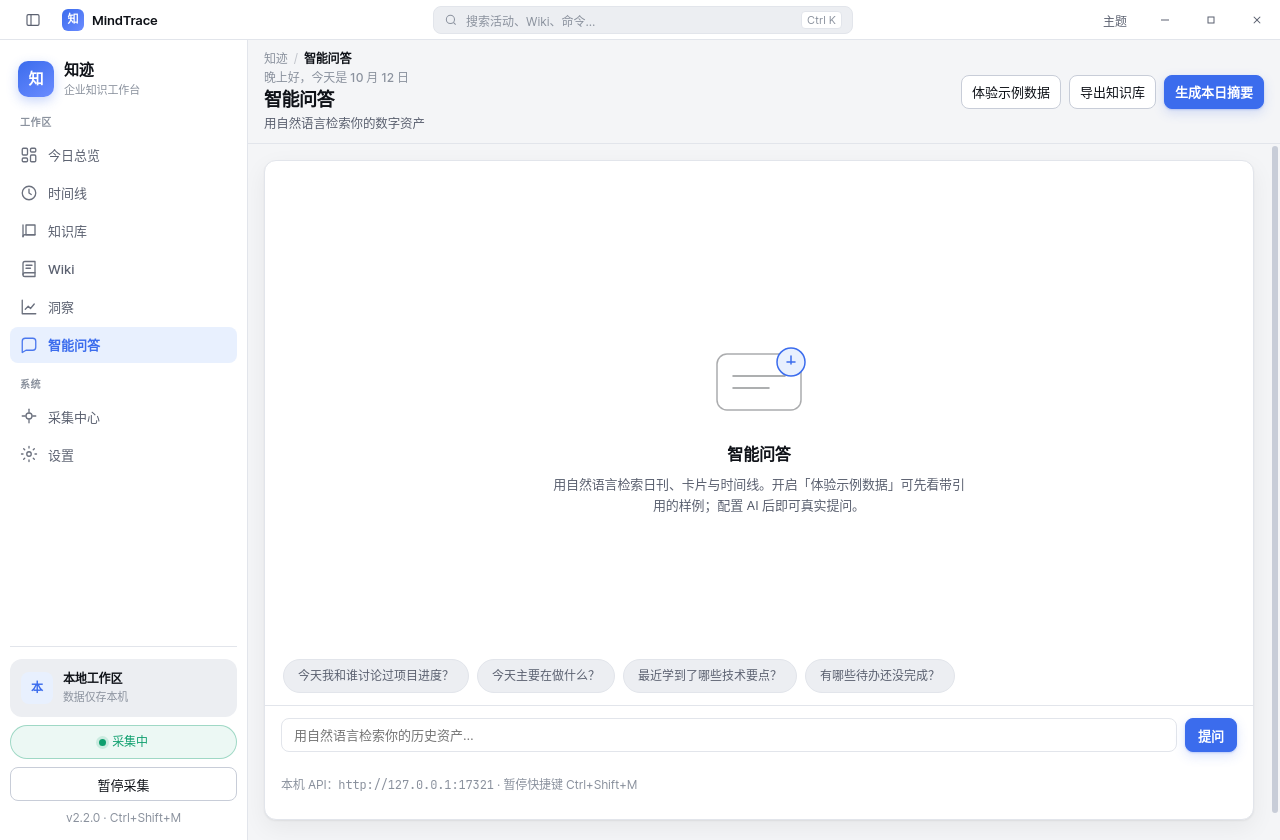 知 MindTrace
搜索活动、Wiki、命令... Ctrl K
主题
知 知迹
企业知识工作台
工作区
今日总览
时间线
知识库
Wiki
洞察
智能问答
系统
采集中心
设置
本 本地工作区
数据仅存本机
采集中
暂停采集
v2.2.0 · Ctrl+Shift+M
知迹 / 智能问答
晚上好，今天是 10 月 12 日
智能问答
用自然语言检索你的数字资产
体验示例数据 导出知识库 生成本日摘要
智能问答
用自然语言检索日刊、卡片与时间线。开启「体验示例数据」可先看带引
用的样例；配置 AI 后即可真实提问。
今天我和谁讨论过项目进度? 今天主要在做什么? 最近学到了哪些技术要点? 有哪些待办还没完成?
用自然语言检索你的历史资产... 提问
本机 API：http://127.0.0.1:17321 · 暂停快捷键 Ctrl+Shift+M